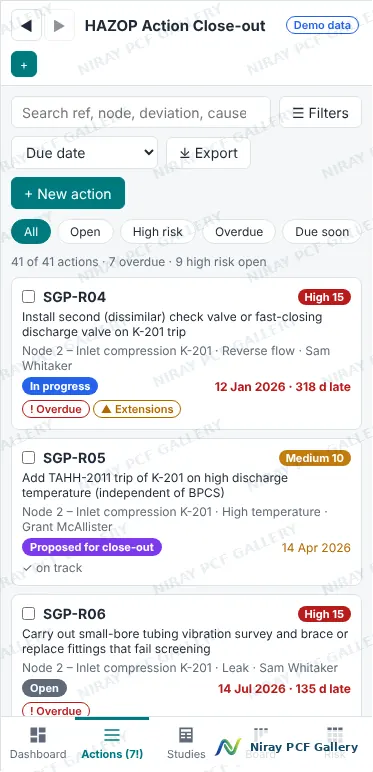 ◀ ▶ HAZOP Action Close-out Demo data
+
Search ref, node, deviation, cause ☰ Filters
Due date Export
+ New action
All Open High risk Overdue Due soon
41 of 41 actions · 7 overdue · 9 high risk open
SGP-R04 High 15
Install second (dissimilar) check valve or fast-closing
discharge valve on K-201 trip
Node 2 – Inlet compression K-201 · Reverse flow · Sam
Whitaker
In progress 12 Jan 2026 · 318 d late
! Overdue ▲ Extensions
SGP-R05 Medium 10
Add TAHH-2011 trip of K-201 on high discharge
temperature (independent of BPCS)
Node 2 – Inlet compression K-201 · High temperature ·
Grant McAllister
Proposed for close-out 14 Apr 2026
✓ on track
SGP-R06 High 15
Carry out small-bore tubing vibration survey and brace or
replace fittings that fail screening
Node 2 – Inlet compression K-201 · Leak · Sam Whitaker
Open 14 Jul 2026 · 135 d late
! Overdue
Dashboard Actions (7!) Studies Board Risk
Niray PCF Gallery
NIRAY PCF GALLERY